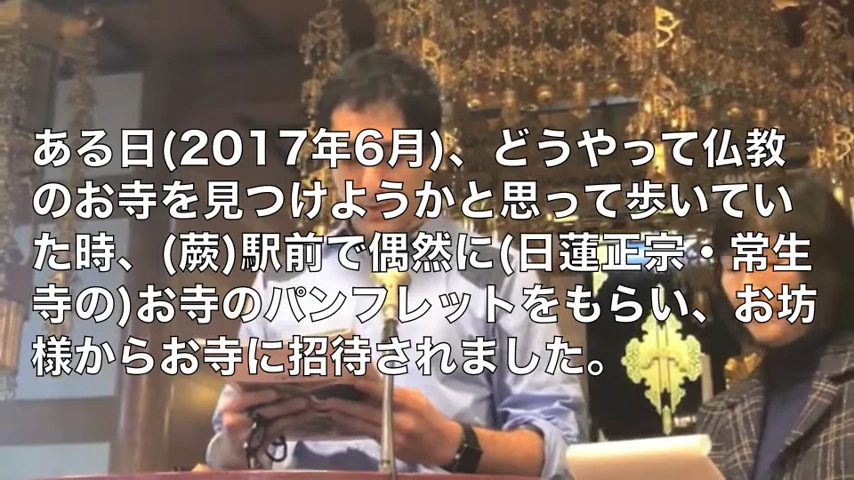 ある日(2017年6月)、どうやって仏教
のお寺を見つけようかと思って歩いてい
た時、(蕨)駅前で偶然に(日蓮正宗・常生
寺の)お寺のパンフレットをもらい、お坊
様からお寺に招待されました。